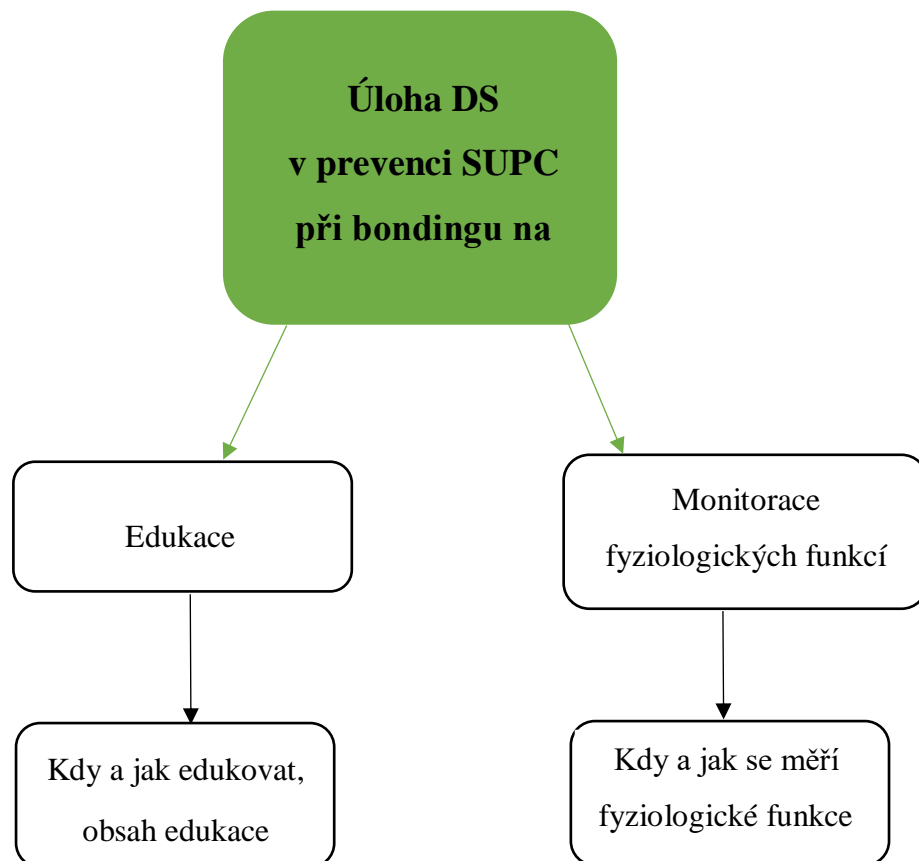 Úloha DS
v prevenci SUPC
při bondingu na
Edukace
Monitorace
fyziologických funkcí
Kdy a jak edukovat,
obsah edukace
Kdy a jak se měří
fyziologické funkce